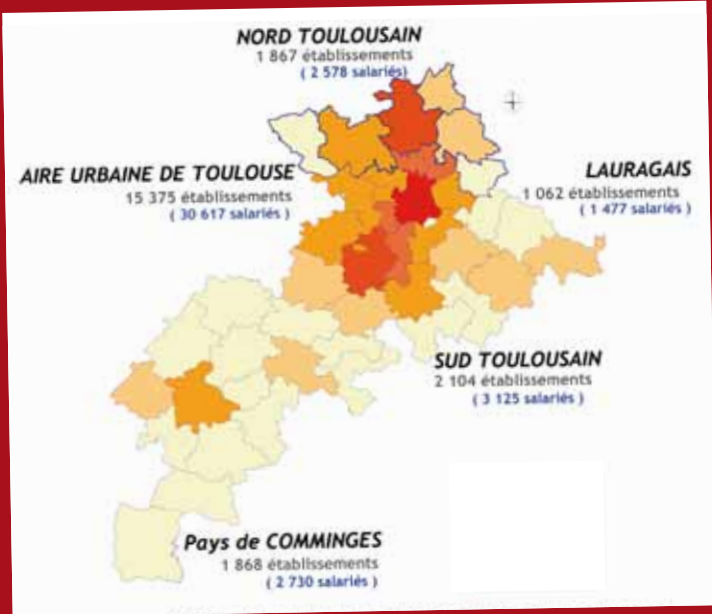 NORD TOULOUSAIN
1 867 établissements
( 2 578 salariés)
AIRE URBAINE DE TOULOUSE
15 375 établissements
( 30 617 salariés )
LAURAGAIS
1 062 établissements
( 1 477 salariés )
SUD TOULOUSAIN
2 104 établissements
( 3 125 salariés )
Pays de COMMINGES
1 868 établissements
( 2 730 salariés )